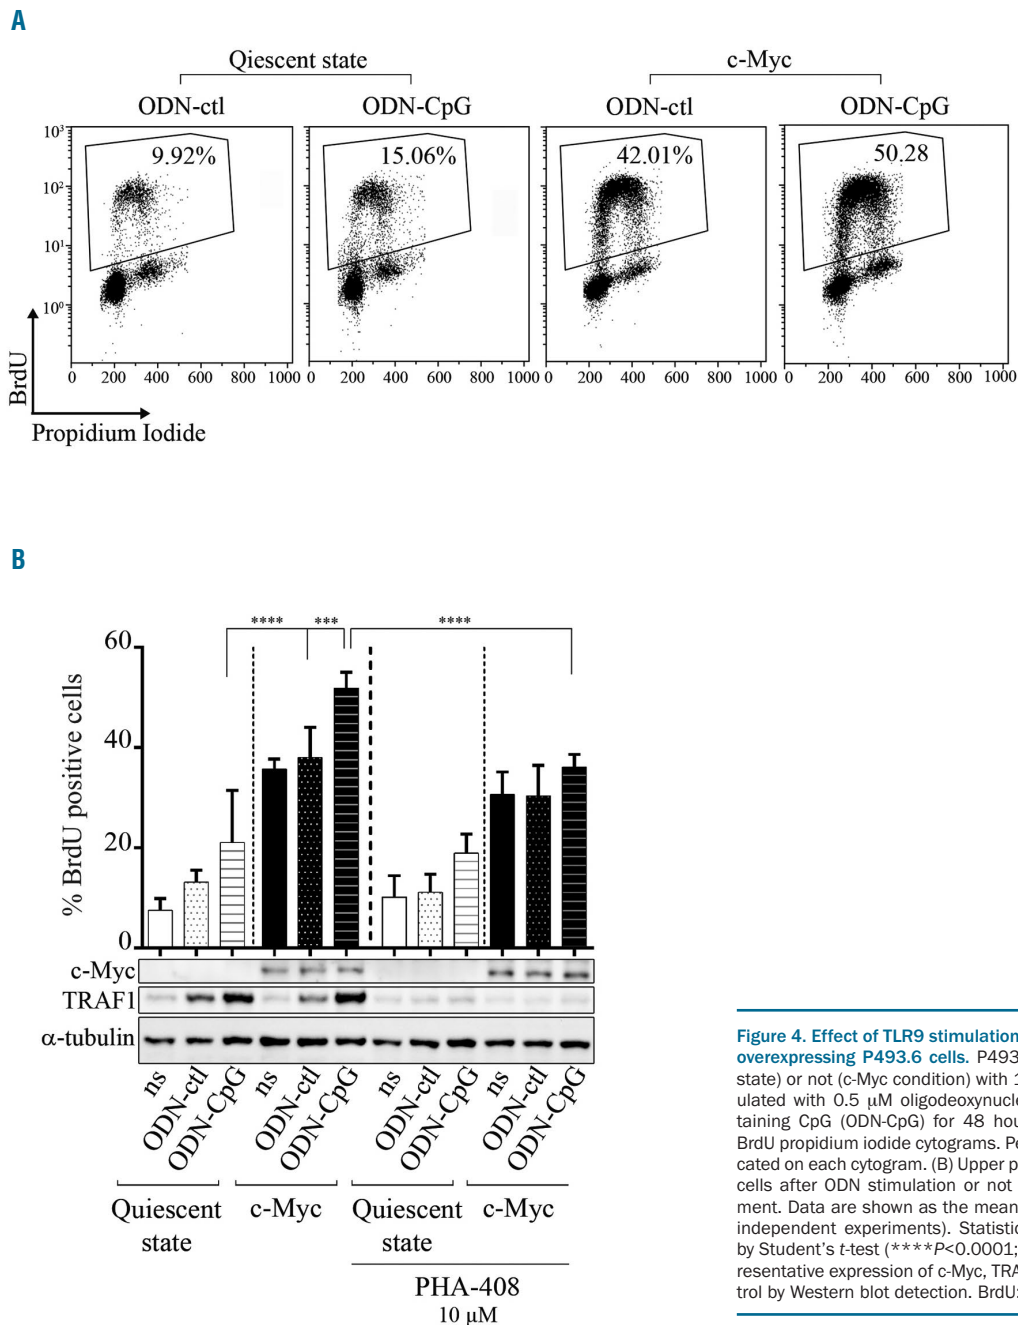 A
Qiescent state
c-Myc
ODN-ctl
ODN-CpG
ODN-ctl
ODN-CpG
10³
10²
10¹
10⁰
9.92%
15.06%
42.01%
50.28
0 200 400 600 800 1000
0 200 400 600 800 1000
0 200 400 600 800 1000
0 200 400 600 800 1000
BrdU
Propidium Iodide
B
**** *** ****
% BrdU positive cells
60
40
20
0
c-Myc
TRAF1
α-tubulin
ns ODN-ctl ODN-CpG ns ODN-ctl ODN-CpG ns ODN-ctl ODN-CpG ns ODN-ctl ODN-CpG
Quiescent state
c-Myc
Quiescent state
c-Myc
PHA-408
10 μM
Figure 4. Effect of TLR9 stimulation
overexpressing P493.6 cells. P493
state) or not (c-Myc condition) with 1
ulated with 0.5 μM oligodeoxynucle
taining CpG (ODN-CpG) for 48 hou
BrdU propidium iodide cytograms. Pe
cated on each cytogram. (B) Upper p
cells after ODN stimulation or not
ment. Data are shown as the mean
independent experiments). Statistic
by Student's t-test (****P<0.0001;
resentative expression of c-Myc, TRA
trol by Western blot detection. BrdU: